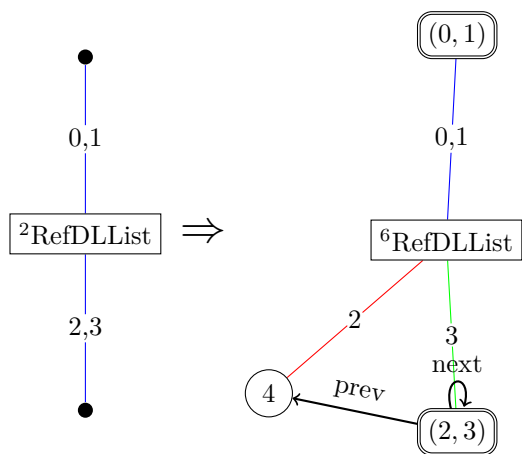 0,1
²RefDLList
2,3
⇒
(0, 1)
0,1
⁶RefDLList
2
3
next
prev
4
(2, 3)